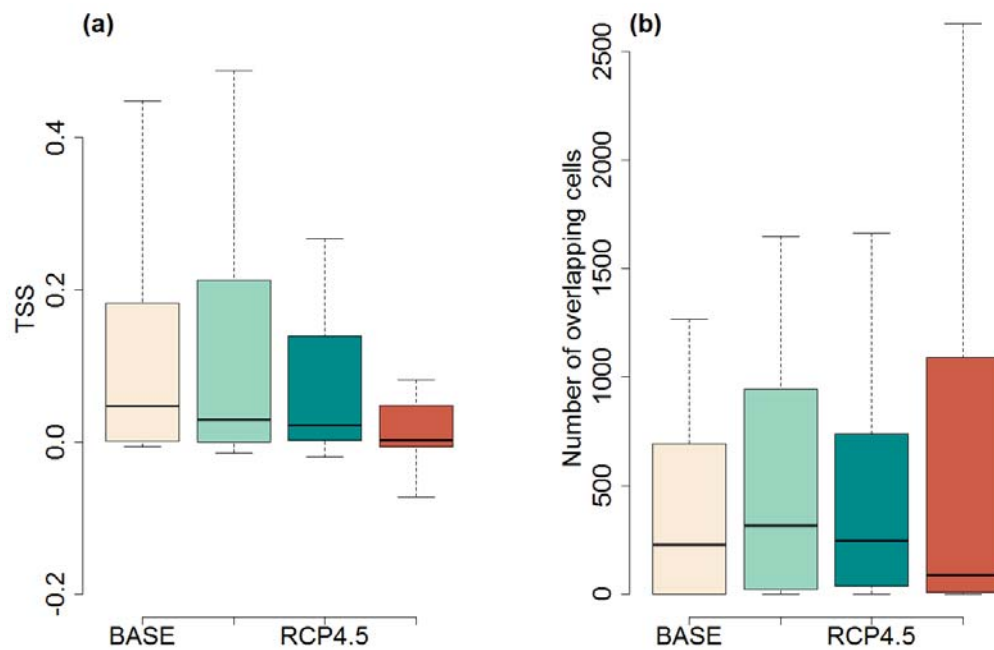 (a)
TSS
0.4
0.2
0.0
-0.2
BASE RCP4.5
(b)
Number of overlapping cells
2500
2000
1500
1000
500
0
BASE RCP4.5